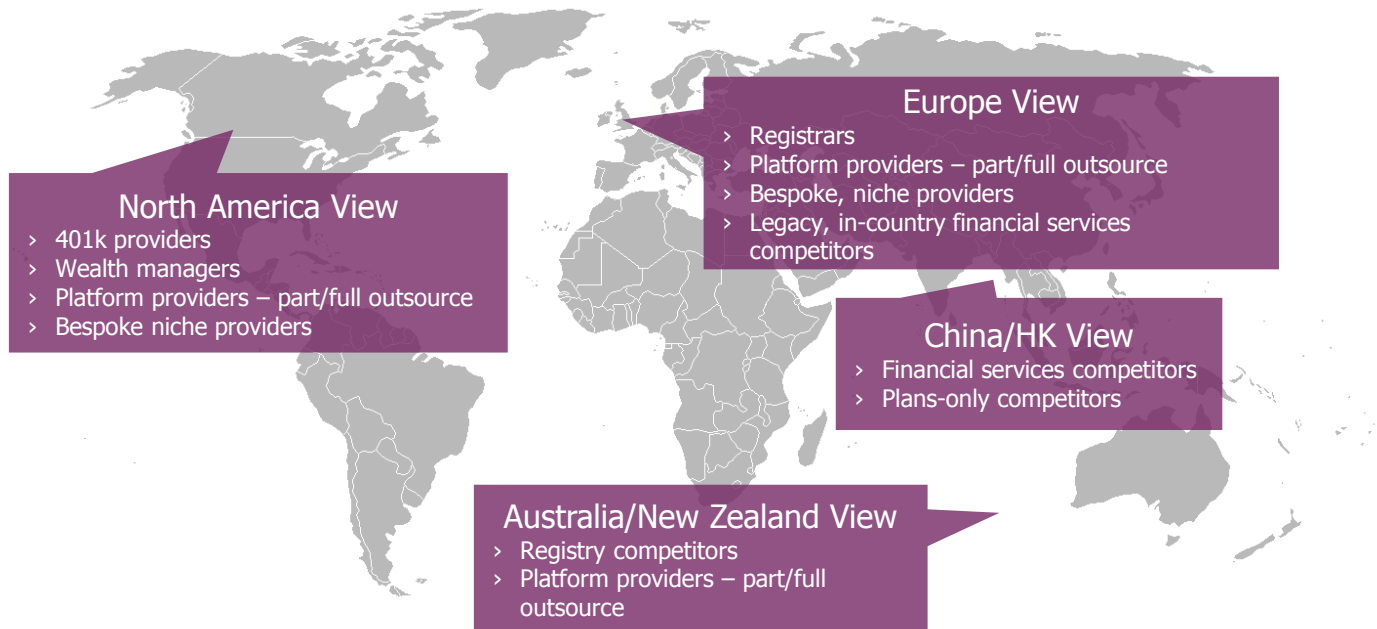 North America View
› 401k providers
› Wealth managers
› Platform providers – part/full outsource
› Bespoke niche providers
Europe View
› Registrars
› Platform providers – part/full outsource
› Bespoke, niche providers
› Legacy, in-country financial services
competitors
China/HK View
› Financial services competitors
› Plans-only competitors
Australia/New Zealand View
› Registry competitors
› Platform providers – part/full
outsource